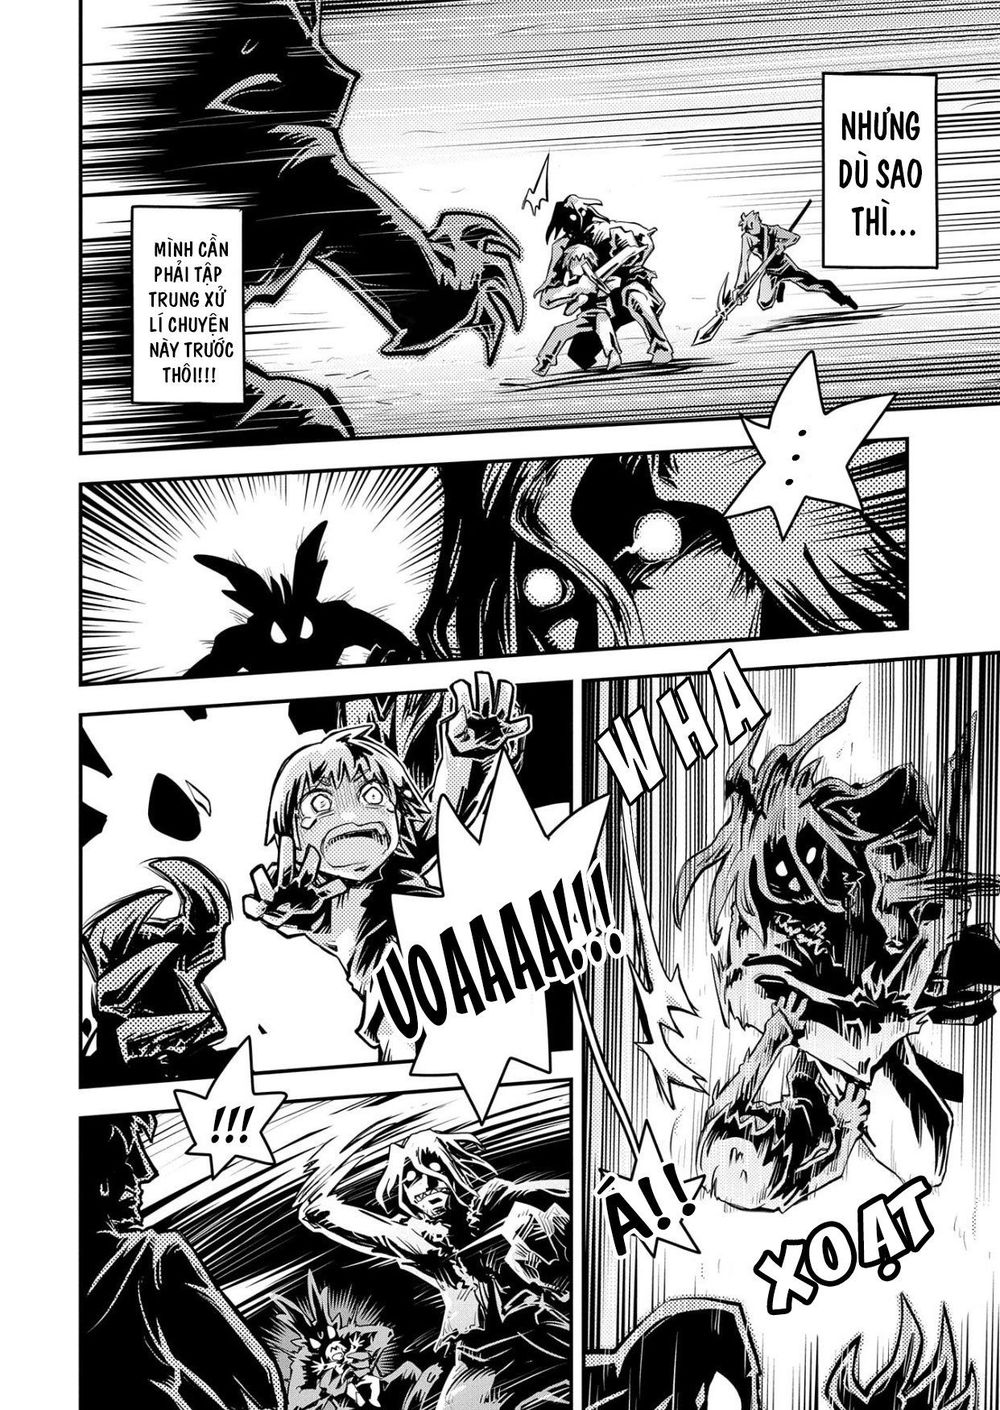 NHƯNG
DÙ SAO
THÌ...
MÌNH CẦN
PHẢI TẬP
TRUNG XỬ
LÍ CHUYỆN
NÀY TRƯỚC
THÔI!!!
...
WHA
UOAAAA!!!
Á!!
XOẠT
!!!